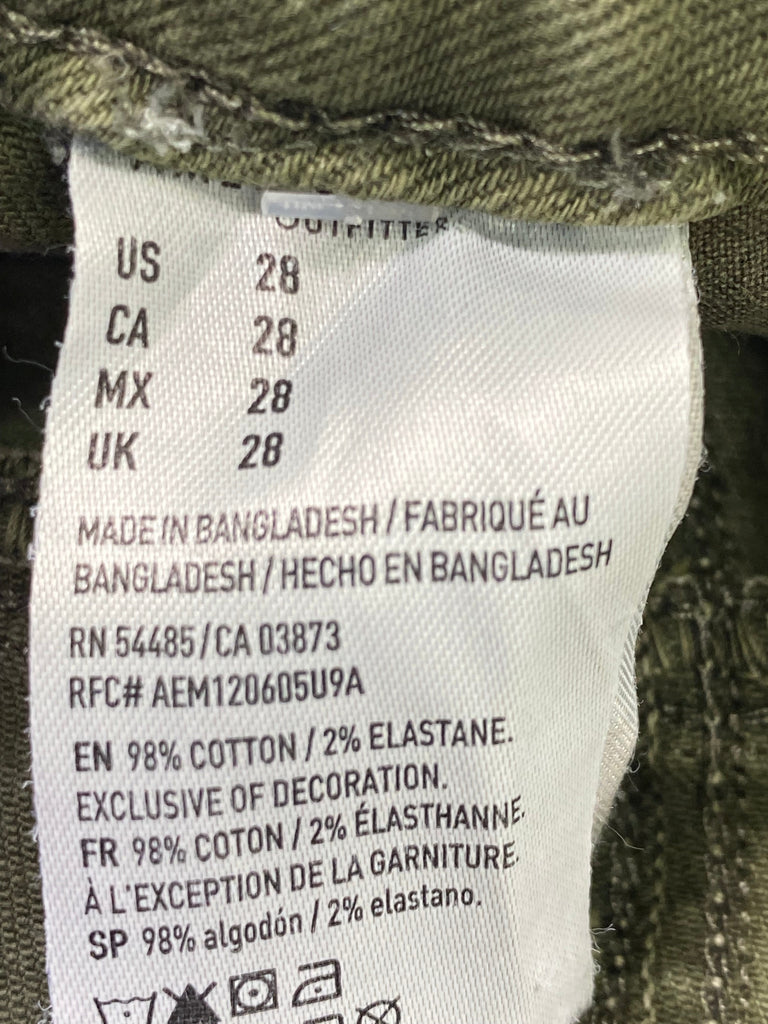 OUTFITTER
US 28
CA 28
MX 28
UK 28
MADE IN BANGLADESH / FABRIQUÉ AU
BANGLADESH / HECHO EN BANGLADESH
RN 54485 / CA 03873
RFC# AEM120605U9A
EN 98% COTTON / 2% ELASTANE.
EXCLUSIVE OF DECORATION.
FR 98% COTON / 2% ÉLASTHANNE.
À L'EXCEPTION DE LA GARNITURE.
SP 98% algodón / 2% elastano.